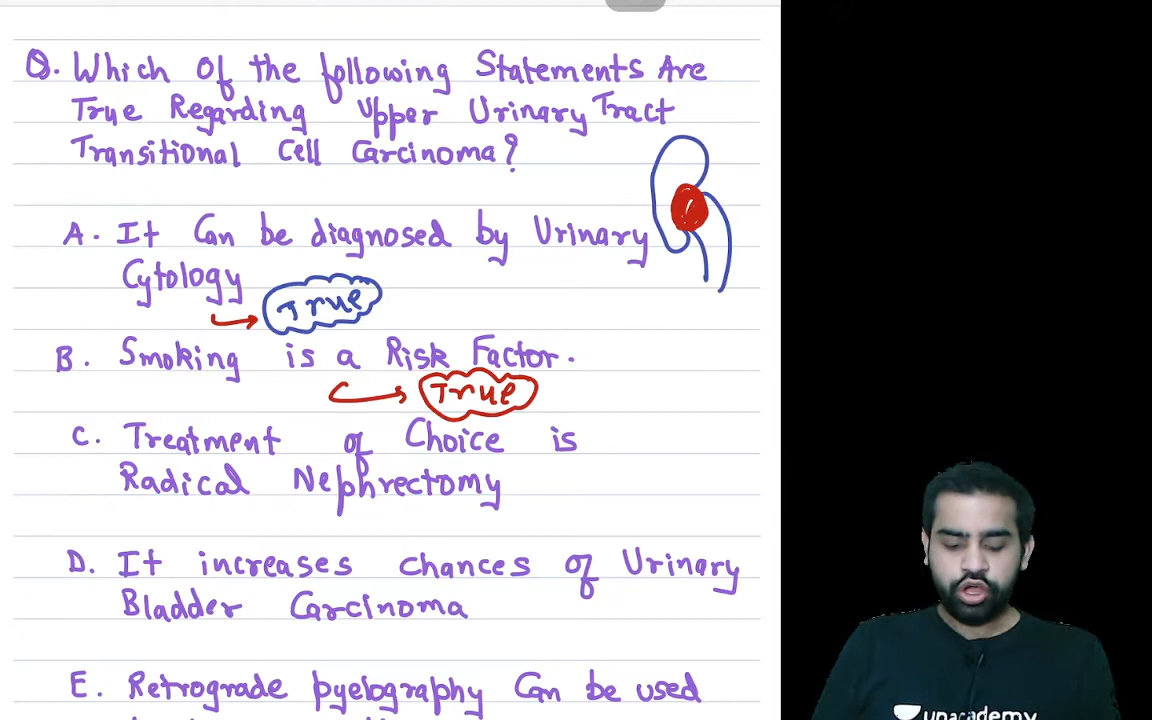 Q. Which Of the following Statements Are
True Regarding Upper Urinary Tract
Transitional Cell Carcinoma?
A. It Can be diagnosed by Urinary
Cytology
True
B. Smoking is a Risk Factor.
True
C. Treatment of Choice is
Radical Nephrectomy
D. It increases chances of Urinary
Bladder Carcinoma
E. Retrograde pyelography Can be used
unacademy